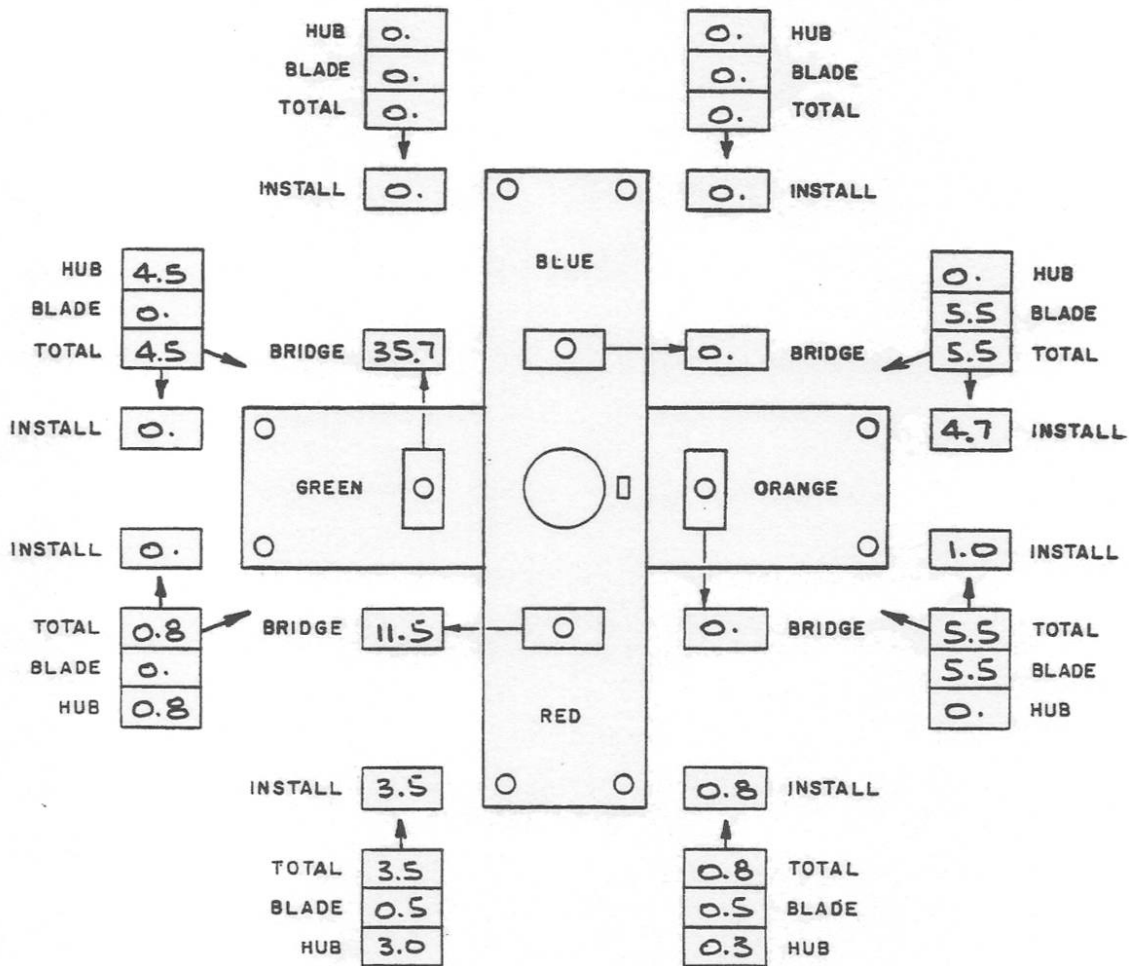 HUB 0. 0. HUB
BLADE 0. 0. BLADE
TOTAL 0. 0. TOTAL
INSTALL 0. 0. INSTALL
BLUE
HUB 4.5 0. HUB
BLADE 0. 5.5 BLADE
TOTAL 4.5 BRIDGE 35.7 0. BRIDGE 5.5 TOTAL
INSTALL 0. 4.7 INSTALL
GREEN ORANGE
INSTALL 0. 1.0 INSTALL
TOTAL 0.8 BRIDGE 11.5 0. BRIDGE 5.5 TOTAL
BLADE 0. 5.5 BLADE
HUB 0.8 0. HUB
RED
INSTALL 3.5 0.8 INSTALL
TOTAL 3.5 0.8 TOTAL
BLADE 0.5 0.5 BLADE
HUB 3.0 0.3 HUB